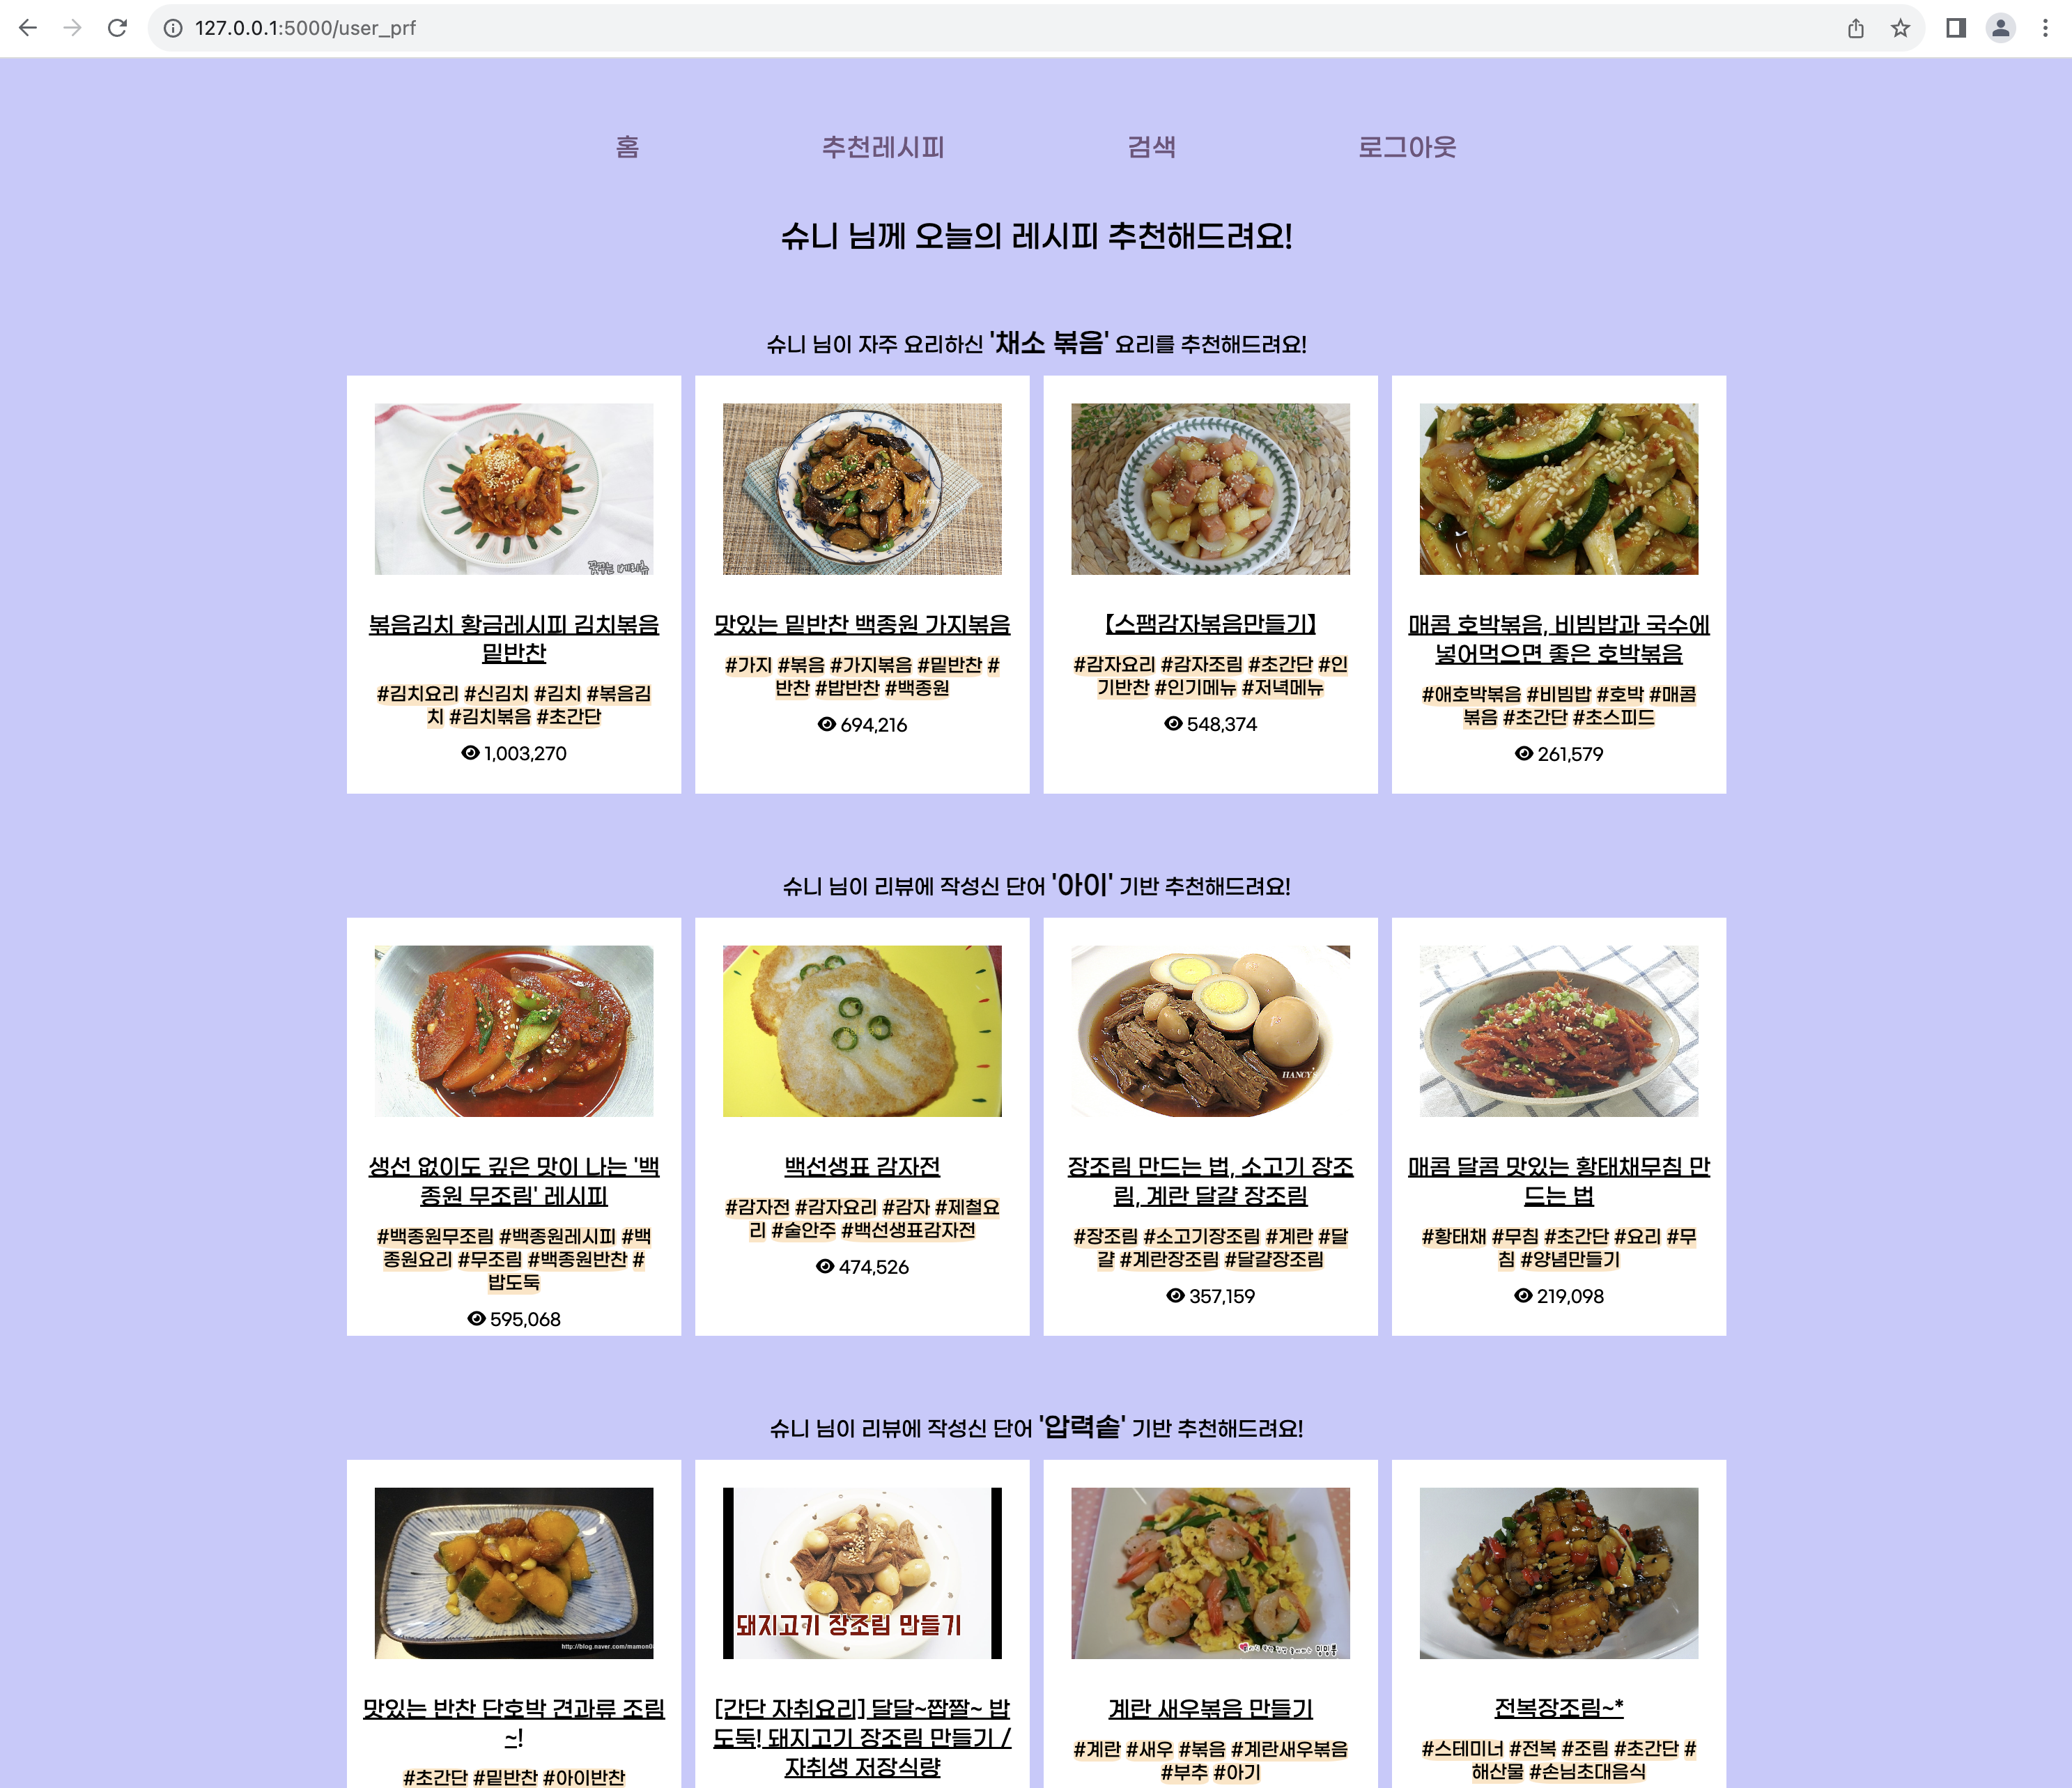 127.0.0.1:5000/user_prf
홈 추천레시피 검색 로그아웃
슈니 님께 오늘의 레시피 추천해드려요!
슈니 님이 자주 요리하신 '채소 볶음' 요리를 추천해드려요!
볶음김치 황금레시피 김치볶음
밑반찬
#김치요리 #신김치 #김치 #볶음김
치 #김치볶음 #초간단
1,003,270
맛있는 밑반찬 백종원 가지볶음
#가지 #볶음 #가지볶음 #밑반찬 #
반찬 #밥반찬 #백종원
694,216
【스팸감자볶음만들기】
#감자요리 #감자조림 #초간단 #인
기반찬 #인기메뉴 #저녁메뉴
548,374
매콤 호박볶음, 비빔밥과 국수에
넣어먹으면 좋은 호박볶음
#애호박볶음 #비빔밥 #호박 #매콤
볶음 #초간단 #초스피드
261,579
슈니 님이 리뷰에 작성신 단어 '아이' 기반 추천해드려요!
HANCY's
생선 없이도 깊은 맛이 나는 '백
종원 무조림' 레시피
#백종원무조림 #백종원레시피 #백
종원요리 #무조림 #백종원반찬 #
밥도둑
595,068
백선생표 감자전
#감자전 #감자요리 #감자 #제철요
리 #술안주 #백선생표감자전
474,526
장조림 만드는 법, 소고기 장조
림, 계란 달걀 장조림
#장조림 #소고기장조림 #계란 #달
걀 #계란장조림 #달걀장조림
357,159
매콤 달콤 맛있는 황태채무침 만
드는 법
#황태채 #무침 #초간단 #요리 #무
침 #양념만들기
219,098
슈니 님이 리뷰에 작성신 단어 '압력솥' 기반 추천해드려요!
http://blog.naver.com/mamon0
돼지고기 장조림 만들기
맛있는 반찬 단호박 견과류 조림
~!
#초간단 #밑반찬 #아이반찬
[간단 자취요리] 달달~짭짤~ 밥
도둑! 돼지고기 장조림 만들기 /
자취생 저장식량
계란 새우볶음 만들기
#계란 #새우 #볶음 #계란새우볶음
#부추 #아기
전복장조림~*
#스테미너 #전복 #조림 #초간단 #
해산물 #손님초대음식